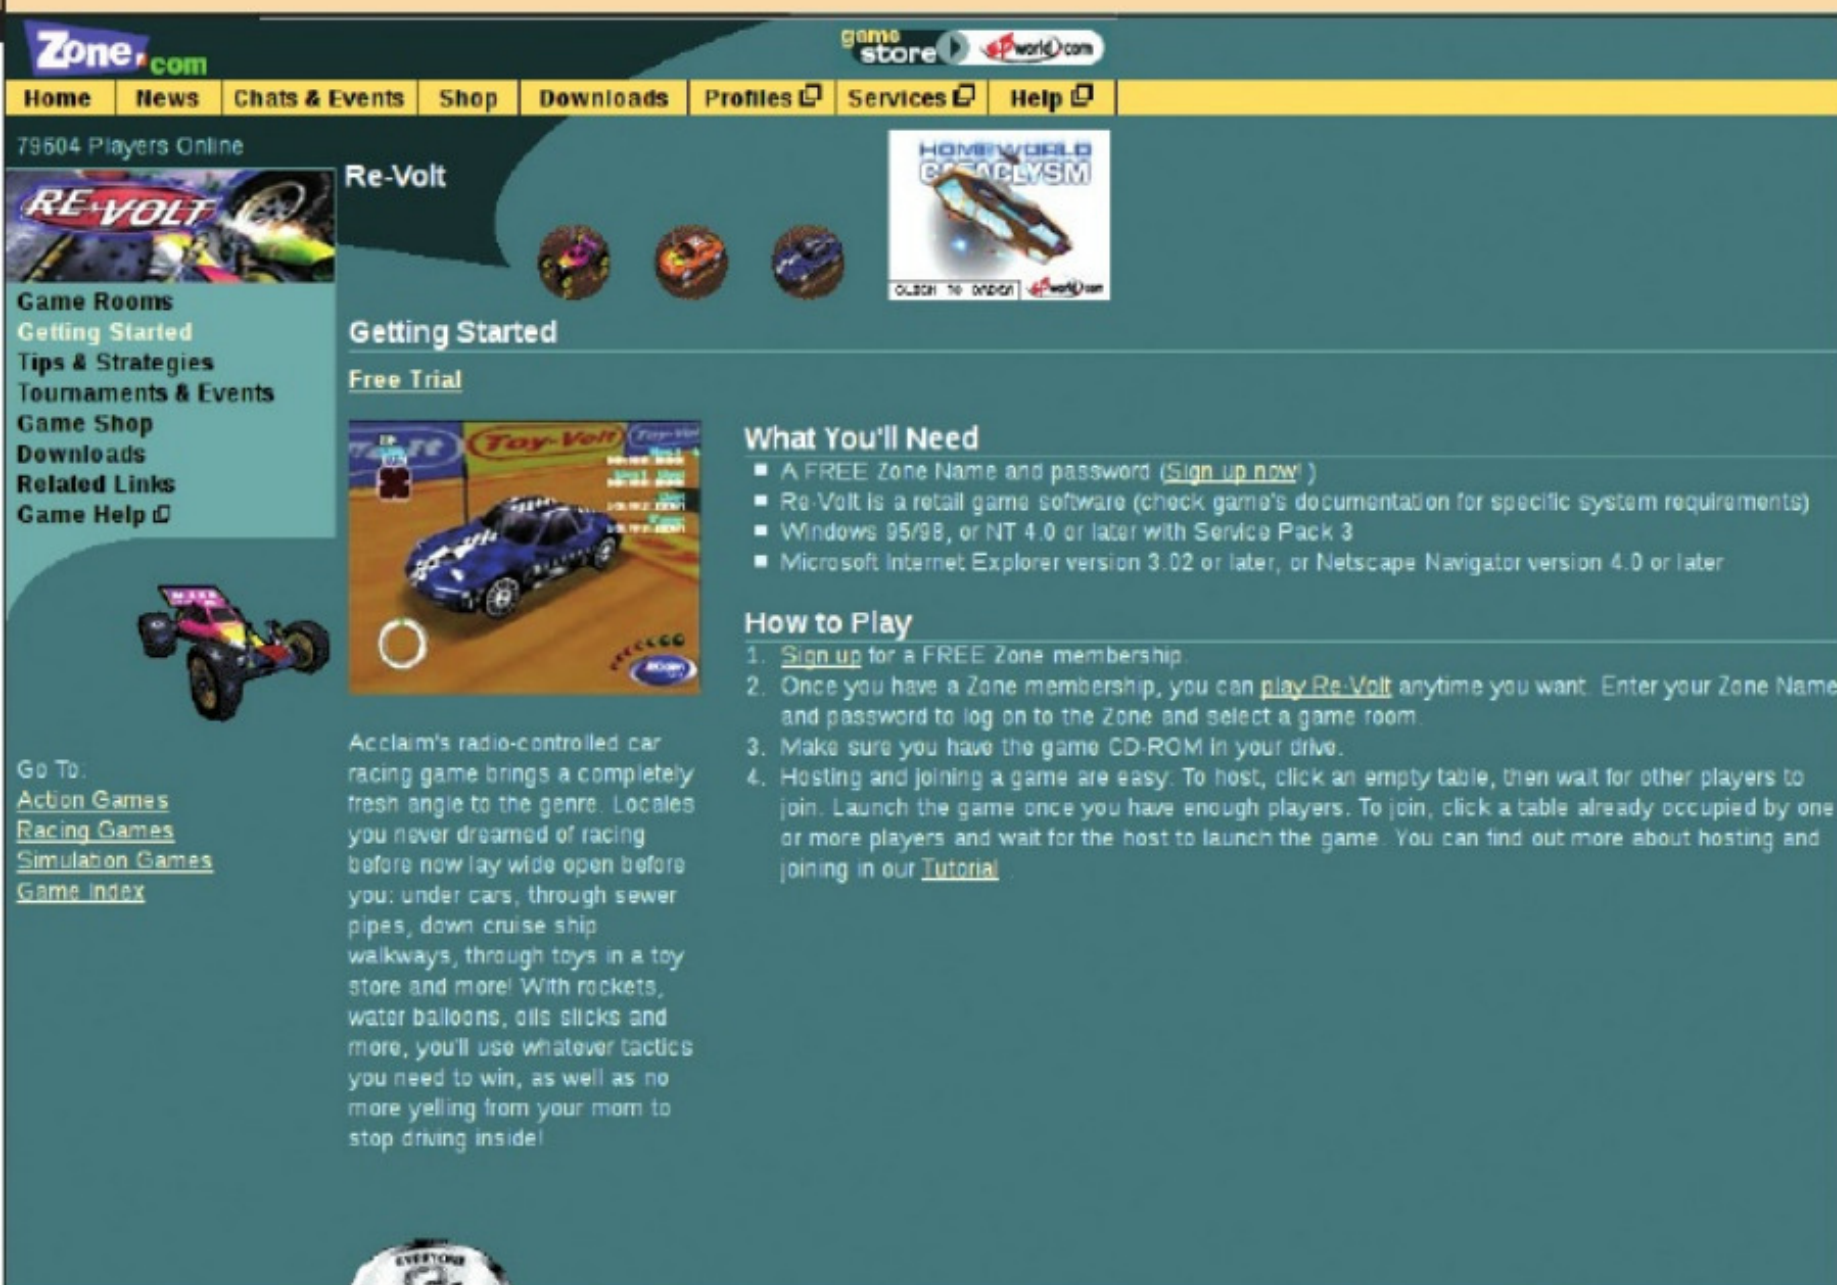 Zone.com
game store
world.com
Home News Chats & Events Shop Downloads Profiles Services Help
79604 Players Online
RE-VOLT
Re-Volt
HOMEWORLD
CATACLYSM
CLICK TO ORDER
world.com
Game Rooms
Getting Started
Tips & Strategies
Tournaments & Events
Game Shop
Downloads
Related Links
Game Help
Go To:
Action Games
Racing Games
Simulation Games
Game Index
Getting Started
Free Trial
Toy-Volt
Acclaim's radio-controlled car
racing game brings a completely
fresh angle to the genre. Locales
you never dreamed of racing
before now lay wide open before
you: under cars, through sewer
pipes, down cruise ship
walkways, through toys in a toy
store and more! With rockets,
water balloons, oils slicks and
more, you'll use whatever tactics
you need to win, as well as no
more yelling from your mom to
stop driving inside!
What You'll Need
A FREE Zone Name and password (Sign up now! )
Re-Volt is a retail game software (check game's documentation for specific system requirements)
Windows 95/98, or NT 4.0 or later with Service Pack 3
Microsoft Internet Explorer version 3.02 or later, or Netscape Navigator version 4.0 or later
How to Play
1. Sign up for a FREE Zone membership.
2. Once you have a Zone membership, you can play Re-Volt anytime you want. Enter your Zone Name
and password to log on to the Zone and select a game room.
3. Make sure you have the game CD-ROM in your drive.
4. Hosting and joining a game are easy. To host, click an empty table, then wait for other players to
join. Launch the game once you have enough players. To join, click a table already occupied by one
or more players and wait for the host to launch the game. You can find out more about hosting and
joining in our Tutorial .
EVERYONE